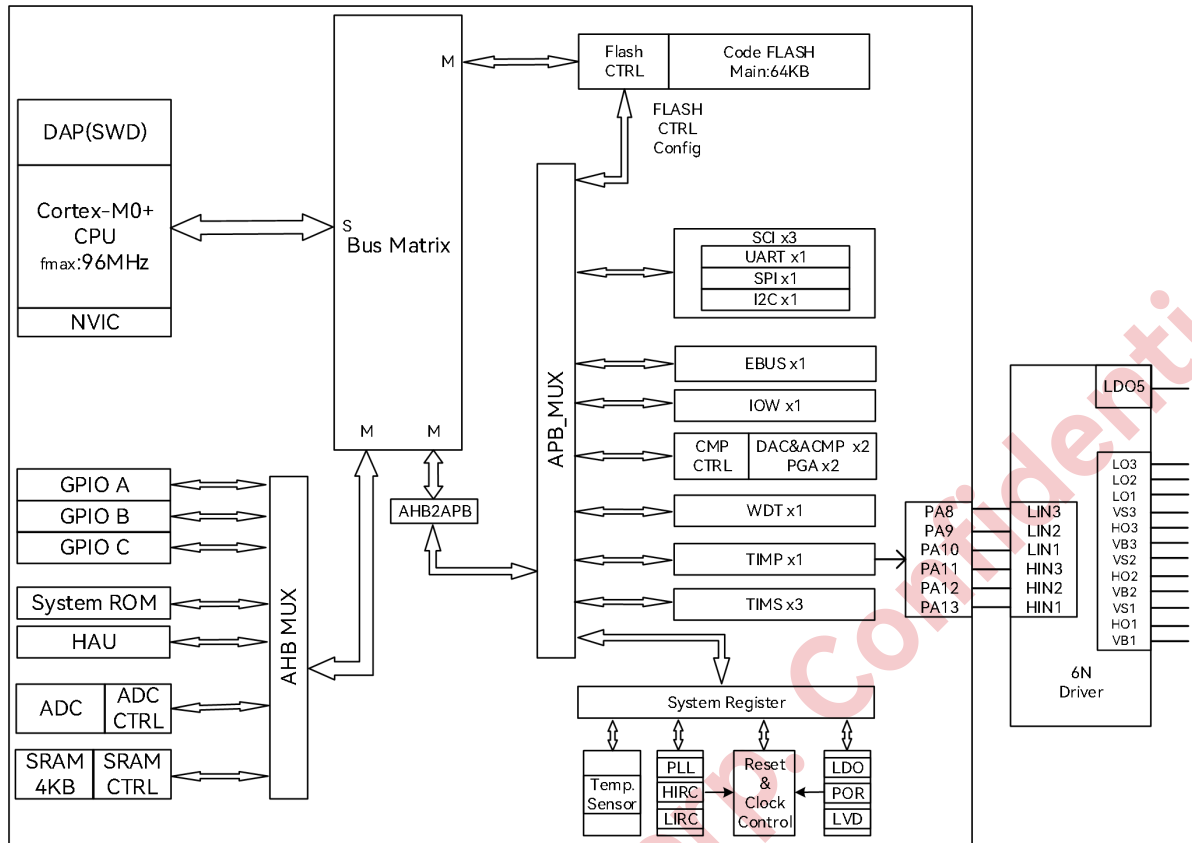 DAP(SWD)
Cortex-M0+
CPU
fmax:96MHz
NVIC
M
S
Bus Matrix
M
M
Flash
CTRL
Code FLASH
Main:64KB
FLASH
CTRL
Config
APB_MUX
SCI x3
UART x1
SPI x1
I2C x1
EBUS x1
IOW x1
CMP
CTRL
DAC&ACMP x2
PGA x2
WDT x1
TIMP x1
TIMS x3
AHB2APB
GPIO A
GPIO B
GPIO C
System ROM
HAU
ADC
ADC
CTRL
SRAM
4KB
SRAM
CTRL
AHB MUX
System Register
Temp.
Sensor
PLL
HIRC
LIRC
Reset
&
Clock
Control
LDO
POR
LVD
PA8
PA9
PA10
PA11
PA12
PA13
LIN3
LIN2
LIN1
HIN3
HIN2
HIN1
LDO5
LO3
LO2
LO1
VS3
HO3
VB3
VS2
HO2
VB2
VS1
HO1
VB1
6N
Driver
rp. Confidenti